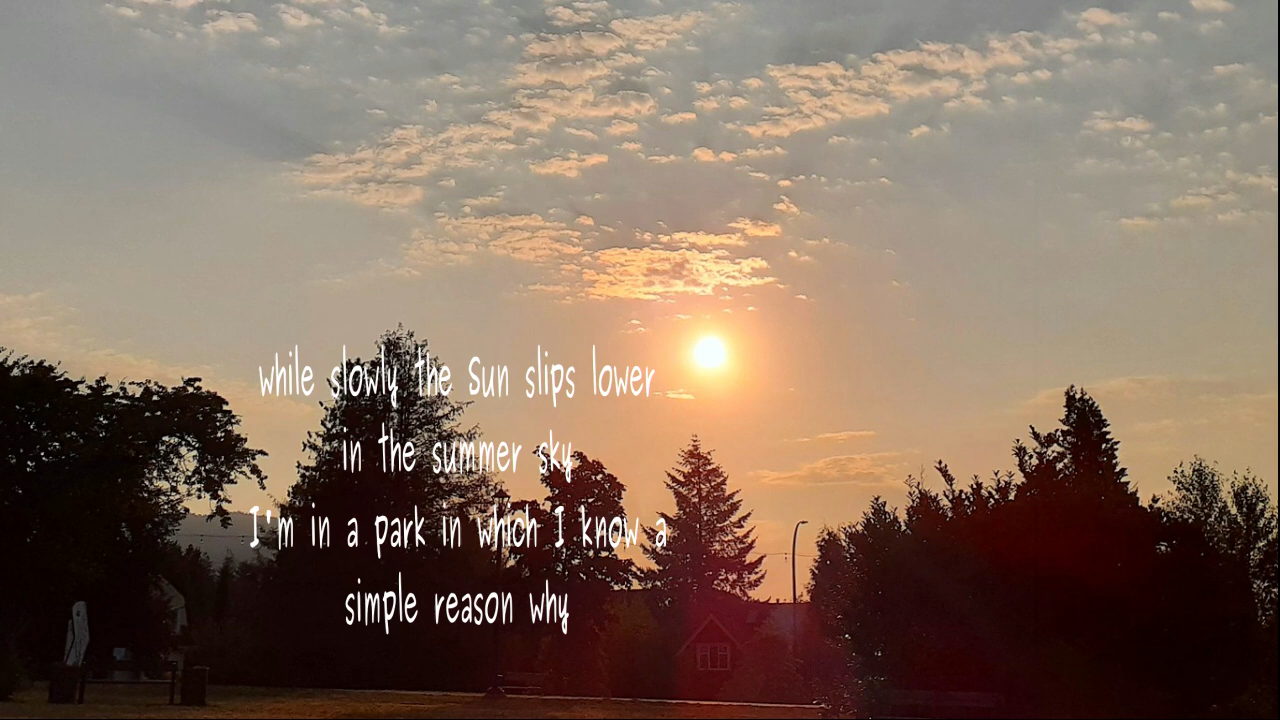 while slowly the Sun slips lower
in the summer sky
I'm in a park in which I know a
simple reason why